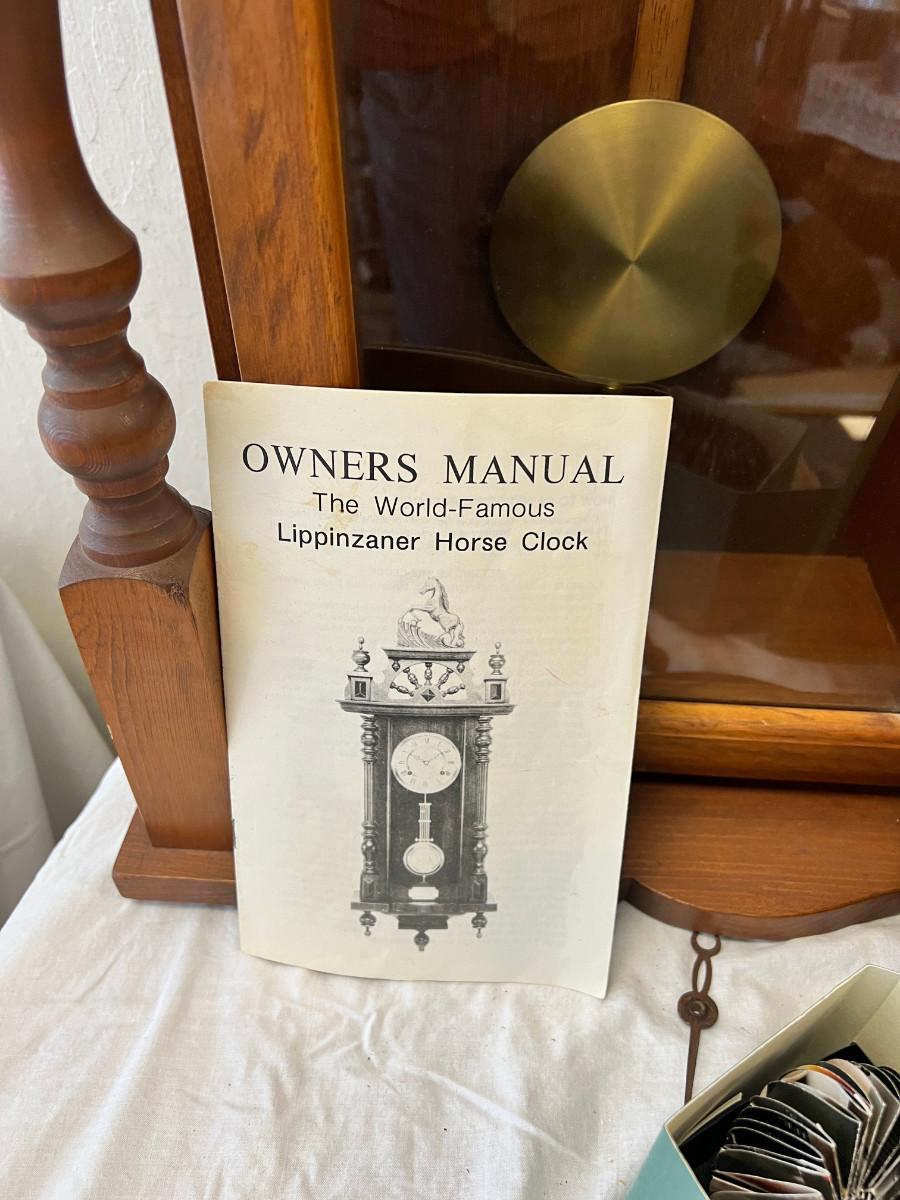 OWNERS MANUAL
The World-Famous
Lippinzaner Horse Clock